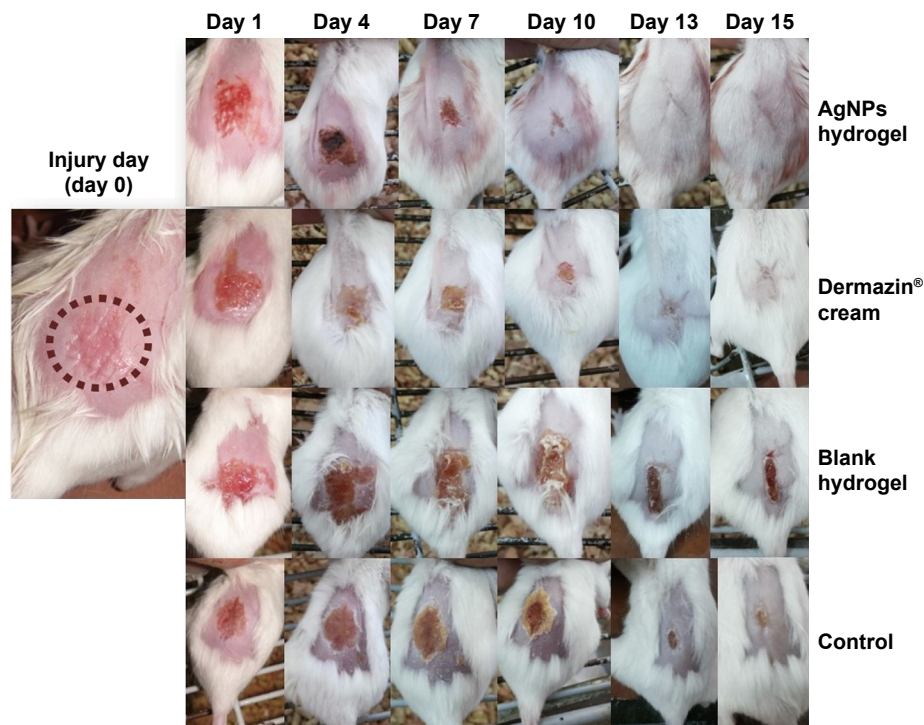 Day 1 Day 4 Day 7 Day 10 Day 13 Day 15
AgNPs
hydrogel
Injury day
(day 0)
Dermazin®
cream
Blank
hydrogel
Control